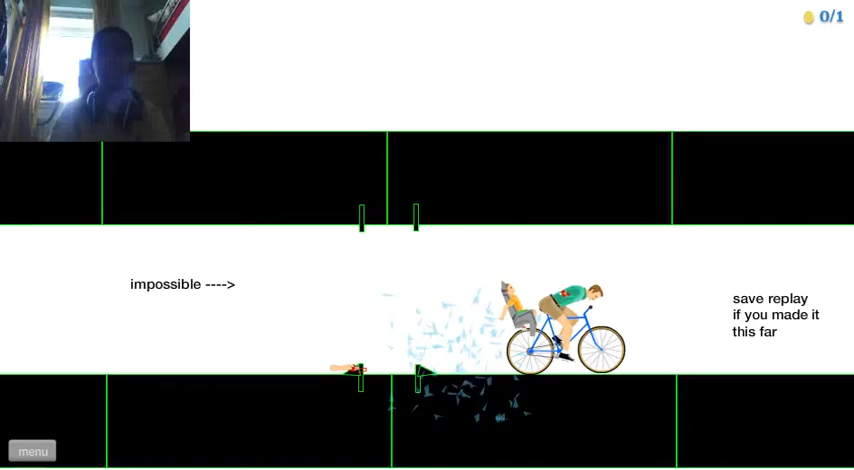 0/1
impossible ---->
save replay
if you made it
this far
menu